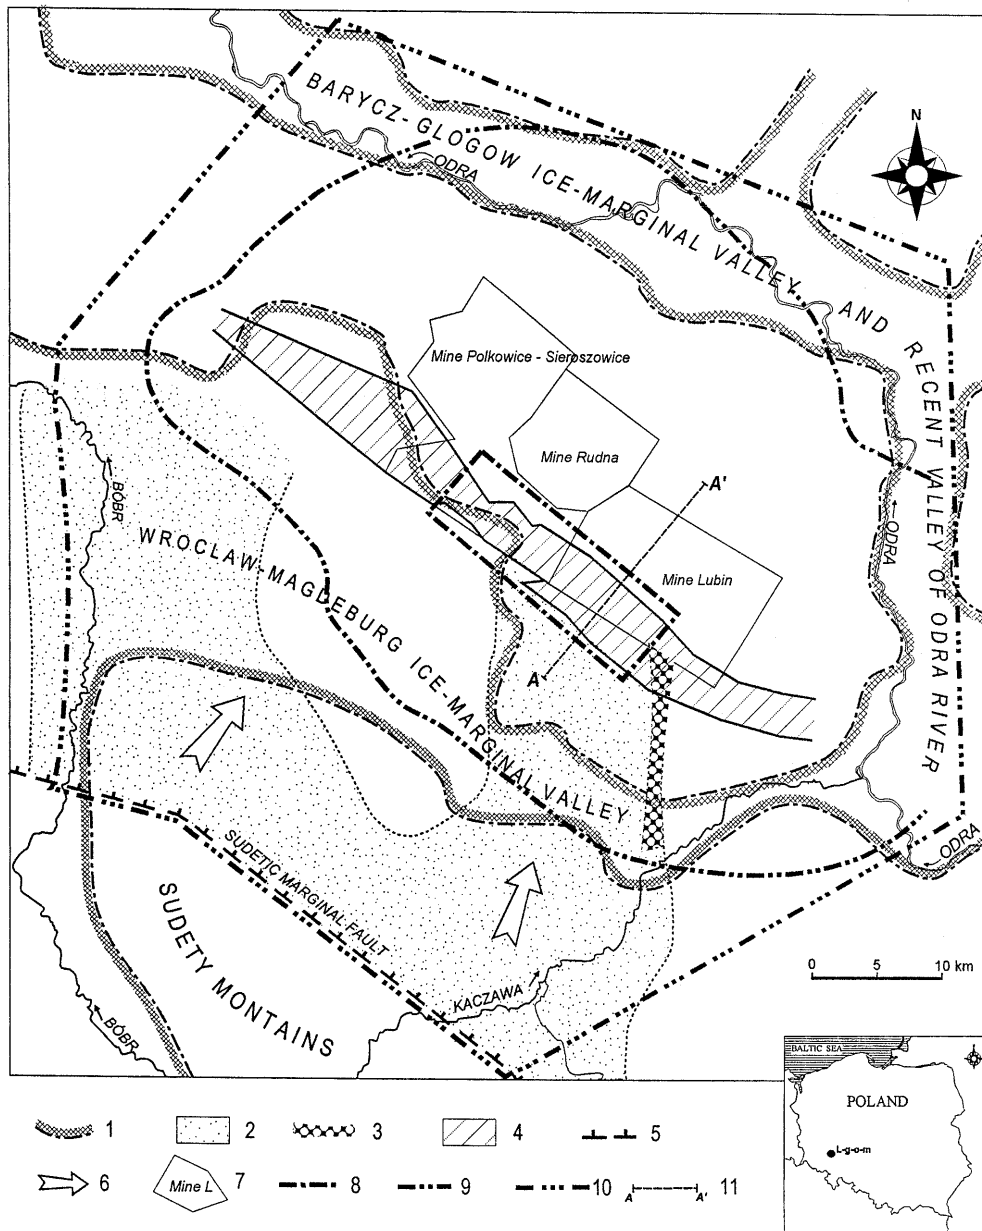 N
BARYCZ-GLOGOW ICE-MARGINAL VALLEY AND
RECENT VALLEY OF ODRA RIVER
ODRA
Mine Polkowice - Sieroszowice
Mine Rudna
A'
Mine Lubin
A
BÓBR
ODRA
WROCLAW-MAGDEBURG ICE-MARGINAL VALLEY
SUDETIC MARGINAL FAULT
SUDETY MONTAINS
ODRA
KACZAWA
BÓBR
0 5 10 km
BALTIC SEA
POLAND
L-g-o-m
1 2 3 4 5
6 Mine L 7 8 9 10 A A' 11